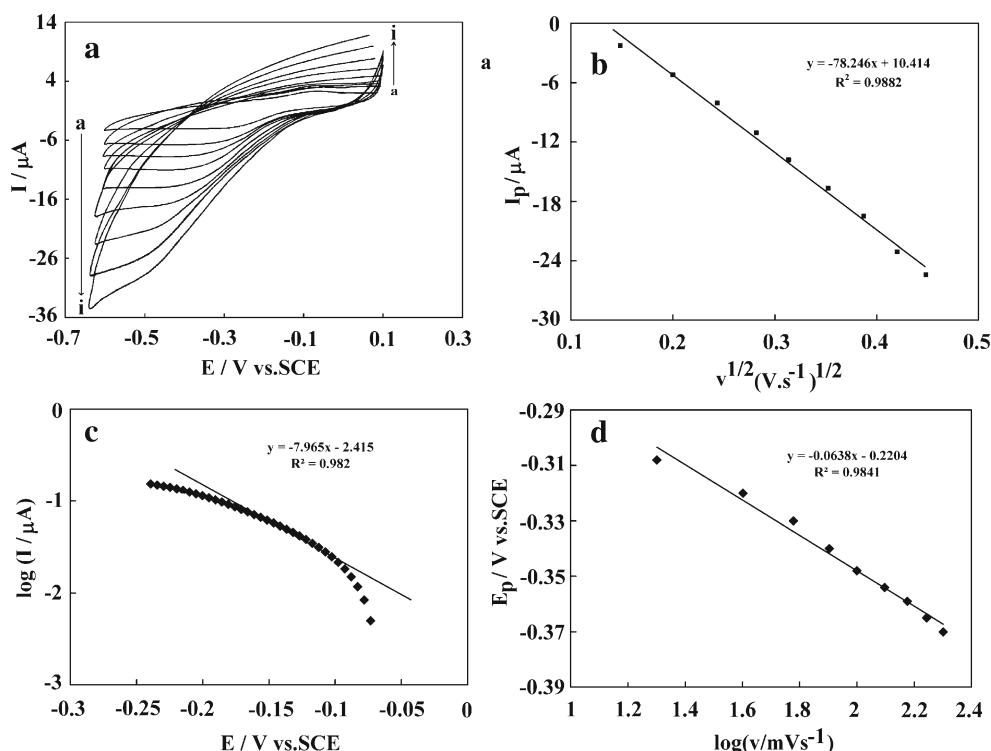 a
14
4
-6
-16
-26
-36
I / µA
-0.7
-0.5
-0.3
-0.1
0.1
0.3
E / V vs.SCE
a
i
i
a
a
b
0
-6
-12
-18
-24
-30
Ip / µA
y = -78.246x + 10.414
R² = 0.9882
0.1
0.2
0.3
0.4
0.5
v^1/2(V.s^-1)^1/2
c
0
-1
-2
-3
log (I / µA)
y = -7.965x - 2.415
R² = 0.982
-0.3
-0.25
-0.2
-0.15
-0.1
-0.05
0
E / V vs.SCE
d
-0.29
-0.31
-0.33
-0.35
-0.37
-0.39
Ep / V vs.SCE
y = -0.0638x - 0.2204
R² = 0.9841
1
1.2
1.4
1.6
1.8
2
2.2
2.4
log(v/mVs^-1)